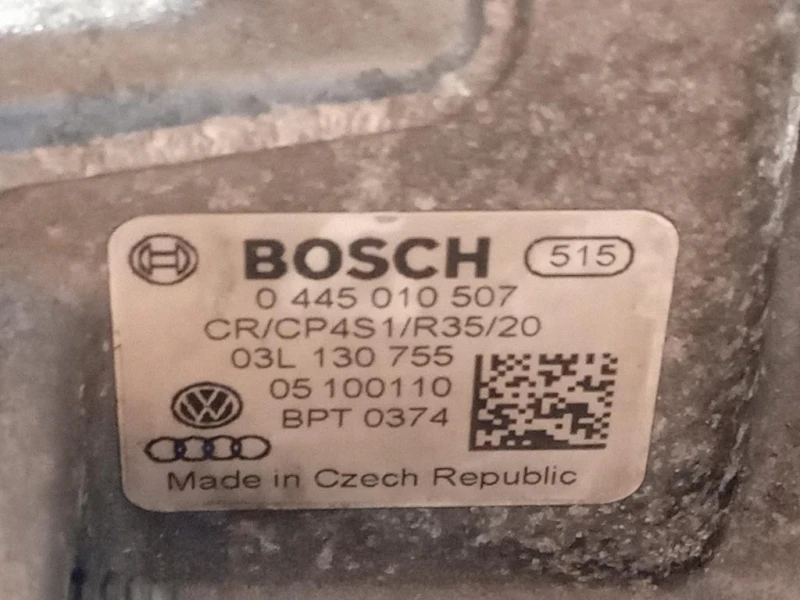 BOSCH 515
0 445 010 507
CR/CP4S1/R35/20
03L 130 755
05 100110
BPT 0374
Made in Czech Republic